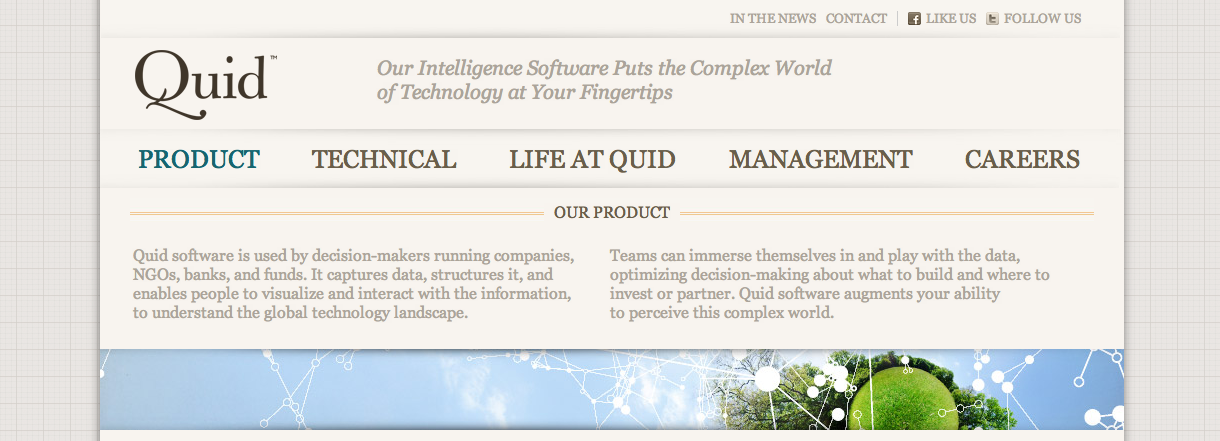 IN THE NEWS CONTACT LIKE US FOLLOW US
Quid™
Our Intelligence Software Puts the Complex World
of Technology at Your Fingertips
PRODUCT TECHNICAL LIFE AT QUID MANAGEMENT CAREERS
OUR PRODUCT
Quid software is used by decision-makers running companies,
NGOs, banks, and funds. It captures data, structures it, and
enables people to visualize and interact with the information,
to understand the global technology landscape.
Teams can immerse themselves in and play with the data,
optimizing decision-making about what to build and where to
invest or partner. Quid software augments your ability
to perceive this complex world.